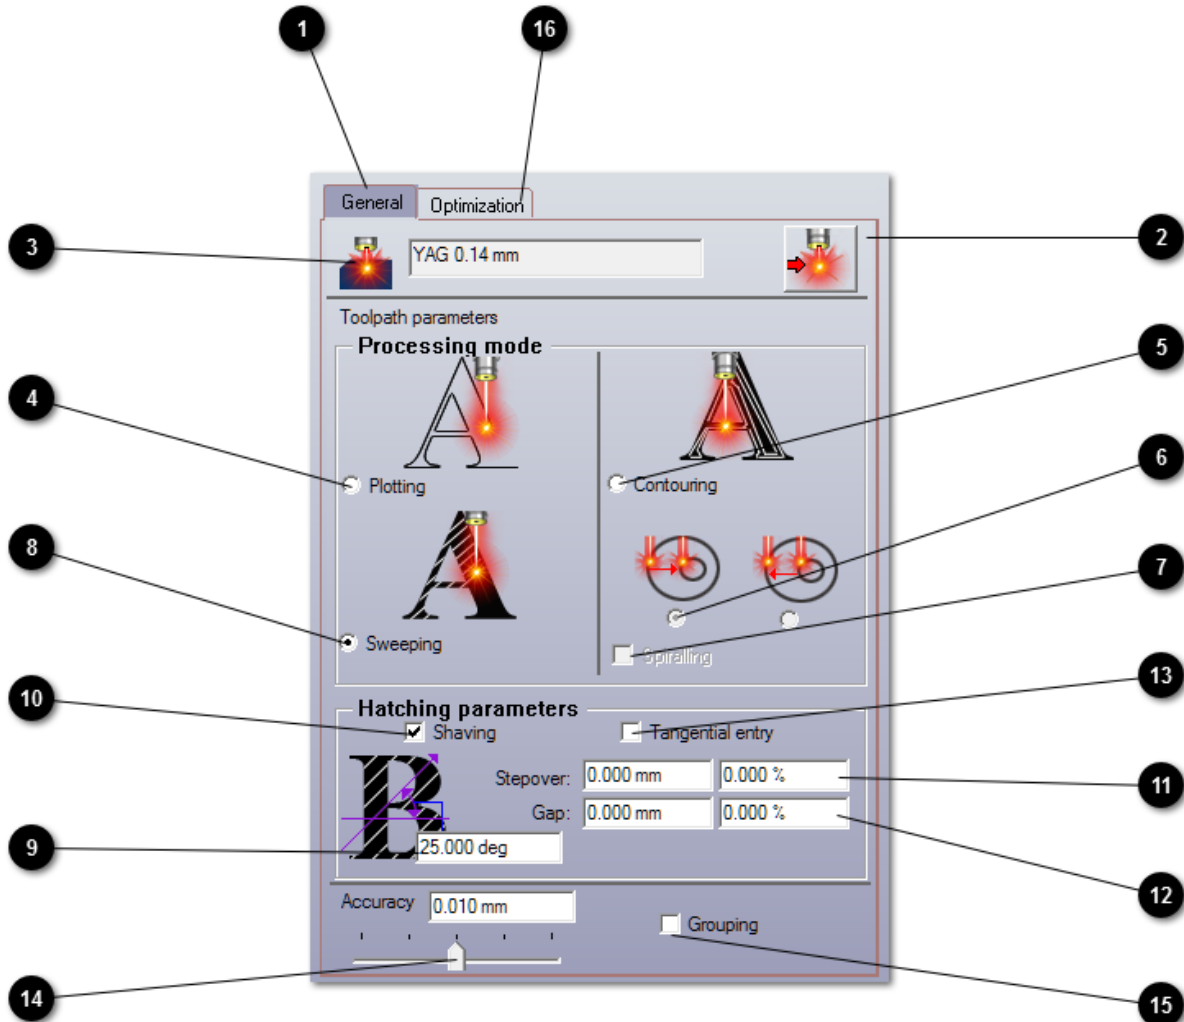 1
16
General
Optimization
3
YAG 0.14 mm
2
Toolpath parameters
Processing mode
5
4
Plotting
Contouring
6
8
7
Sweeping
Spiralling
10
13
Hatching parameters
Shaving
Tangential entry
Stepover: 0.000 mm 0.000 %
11
Gap: 0.000 mm 0.000 %
9
25.000 deg
12
Accuracy 0.010 mm
Grouping
14
15